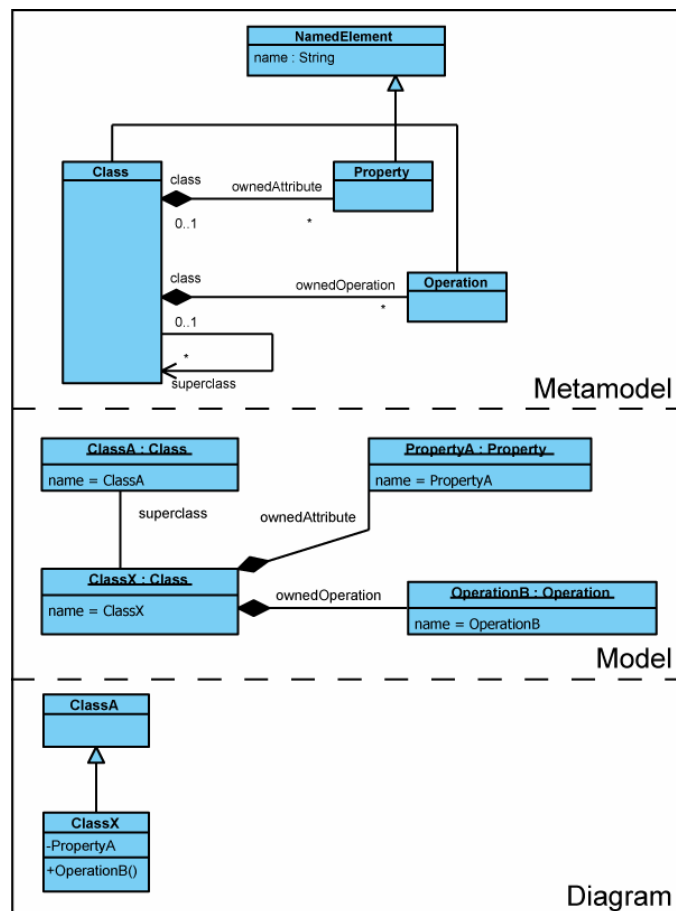 NamedElement
name : String
Class
Property
class
ownedAttribute
0..1
*
class
ownedOperation
Operation
0..1
*
*
superclass
Metamodel
ClassA : Class
name = ClassA
PropertyA : Property
name = PropertyA
superclass
ownedAttribute
ClassX : Class
name = ClassX
ownedOperation
OperationB : Operation
name = OperationB
Model
ClassA
ClassX
-PropertyA
+OperationB()
Diagram